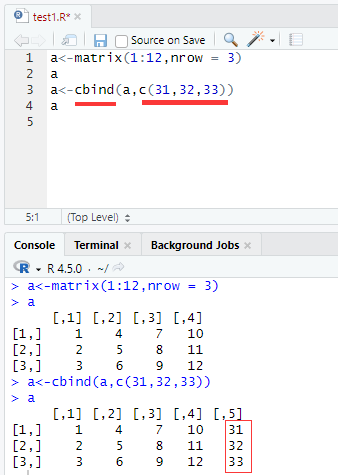 test1.R*
Source on Save
1 a<-matrix(1:12,nrow = 3)
2 a
3 a<-cbind(a,c(31,32,33))
4 a
5
5:1 (Top Level)
Console Terminal Background Jobs
R 4.5.0 · ~/
> a<-matrix(1:12,nrow = 3)
> a
[,1] [,2] [,3] [,4]
[1,] 1 4 7 10
[2,] 2 5 8 11
[3,] 3 6 9 12
> a<-cbind(a,c(31,32,33))
> a
[,1] [,2] [,3] [,4] [,5]
[1,] 1 4 7 10 31
[2,] 2 5 8 11 32
[3,] 3 6 9 12 33